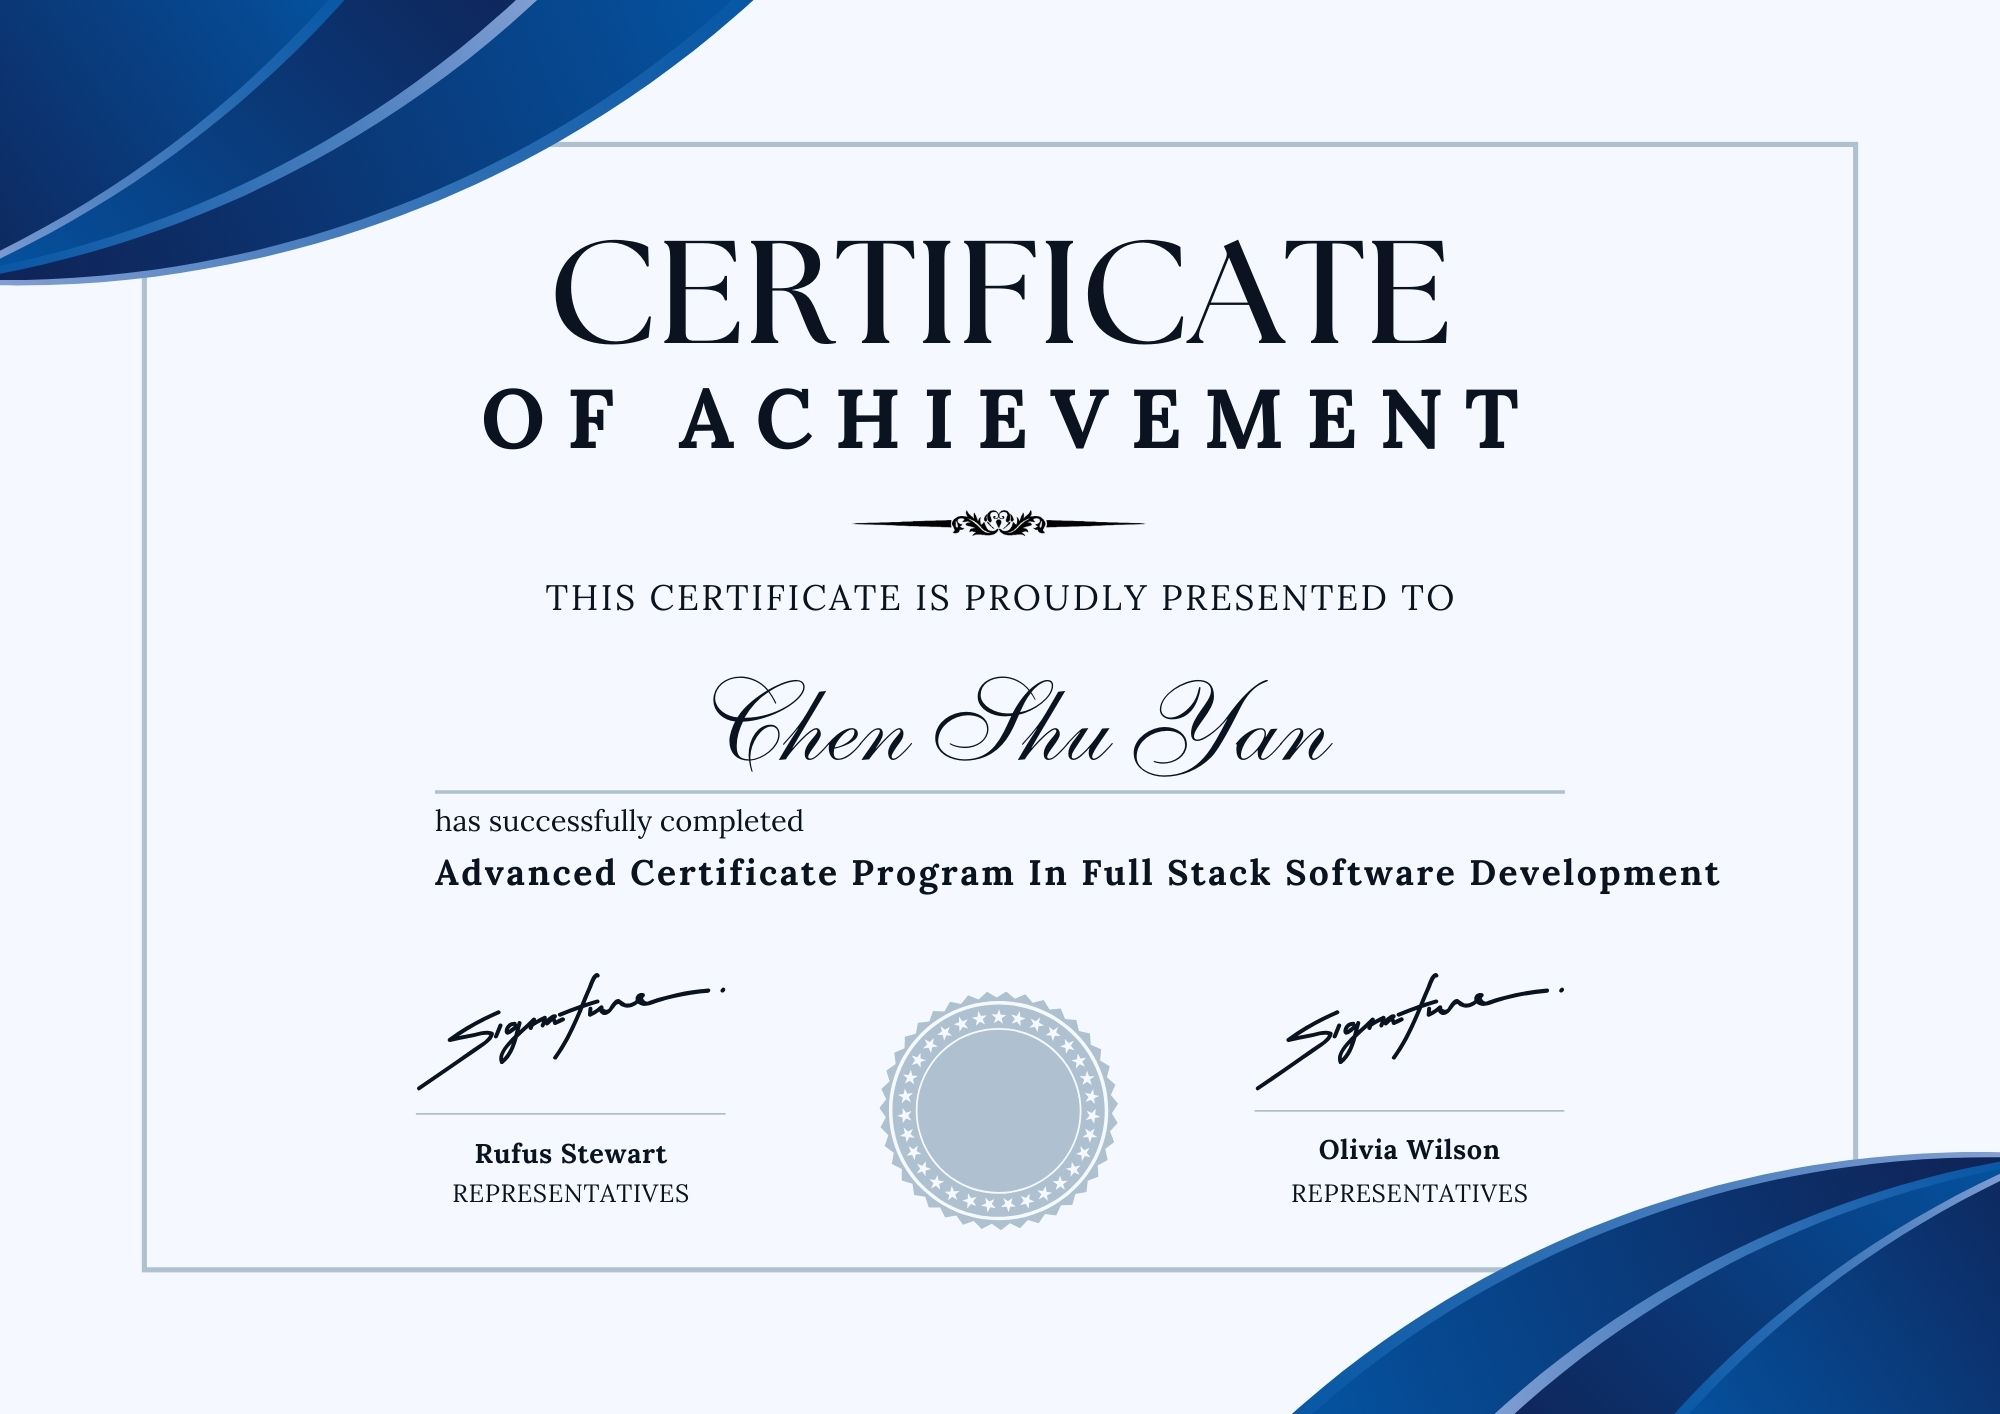 CERTIFICATE
OF ACHIEVEMENT
THIS CERTIFICATE IS PROUDLY PRESENTED TO
Chen Shu Yan
has successfully completed
Advanced Certificate Program In Full Stack Software Development
Signature
Signature
Rufus Stewart
Olivia Wilson
REPRESENTATIVES
REPRESENTATIVES